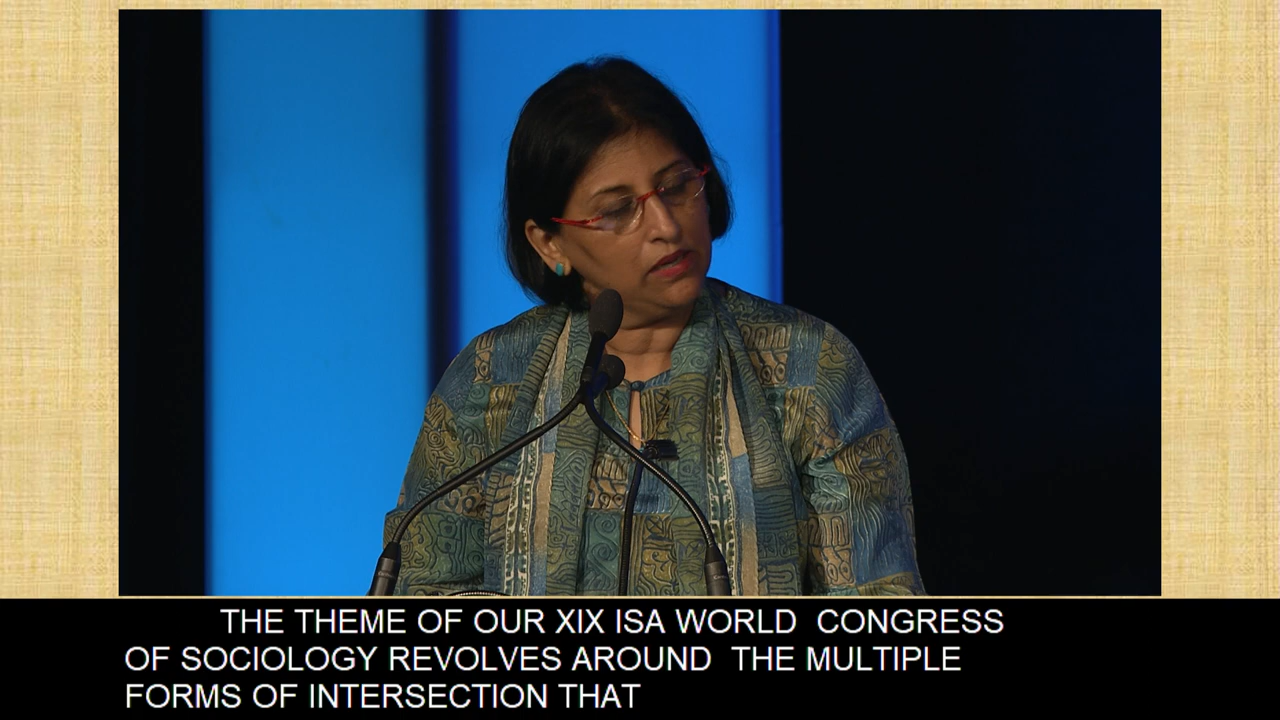 THE THEME OF OUR XIX ISA WORLD  CONGRESS
OF SOCIOLOGY REVOLVES AROUND  THE MULTIPLE
FORMS OF INTERSECTION THAT